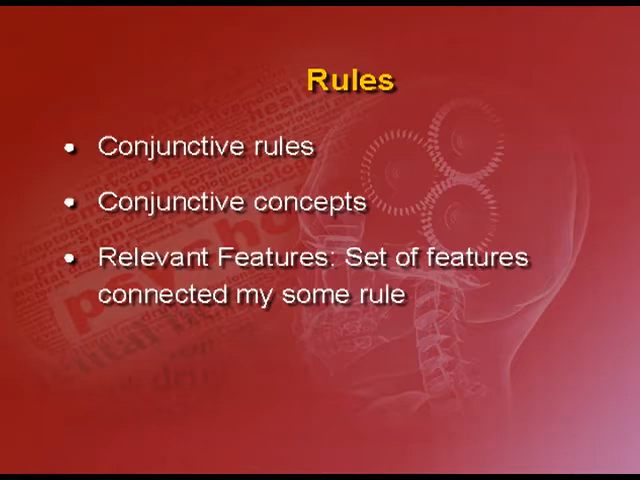 Rules
• Conjunctive rules
• Conjunctive concepts
• Relevant Features: Set of features
connected my some rule